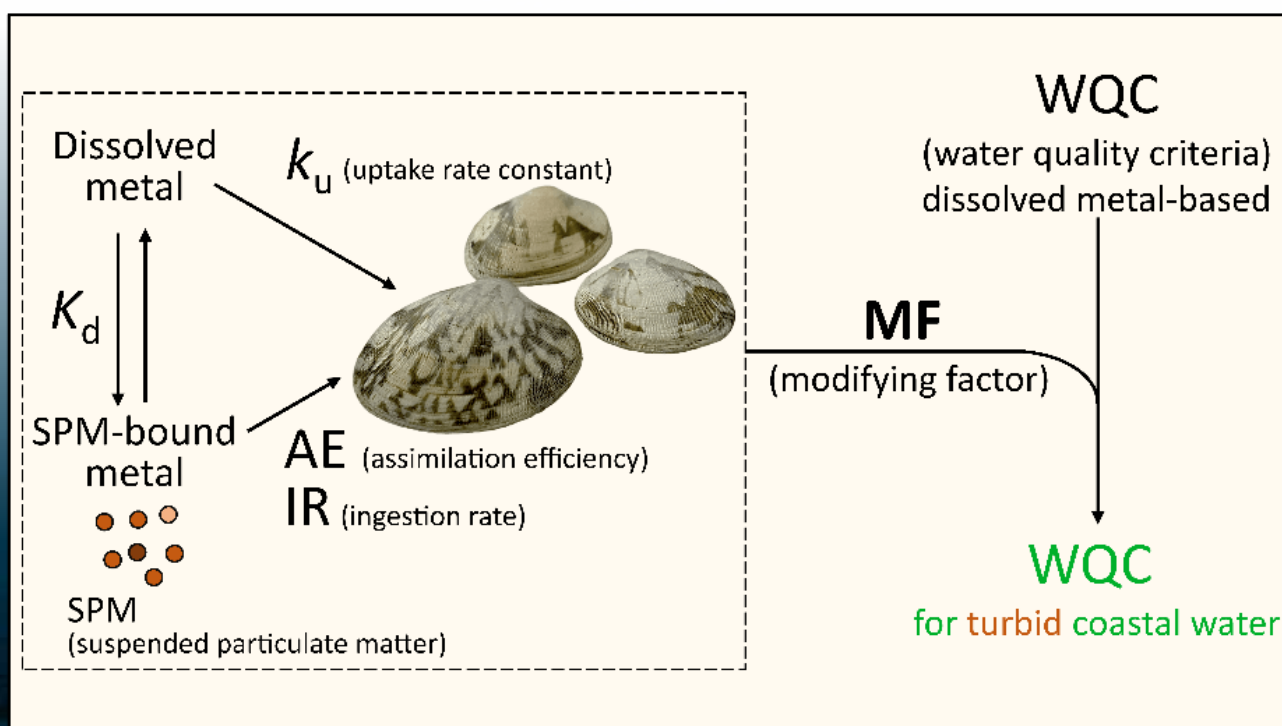 Dissolved
metal
k_u (uptake rate constant)
K_d
SPM-bound
metal
AE (assimilation efficiency)
IR (ingestion rate)
SPM
(suspended particulate matter)
MF
(modifying factor)
WQC
(water quality criteria)
dissolved metal-based
WQC
for turbid coastal water